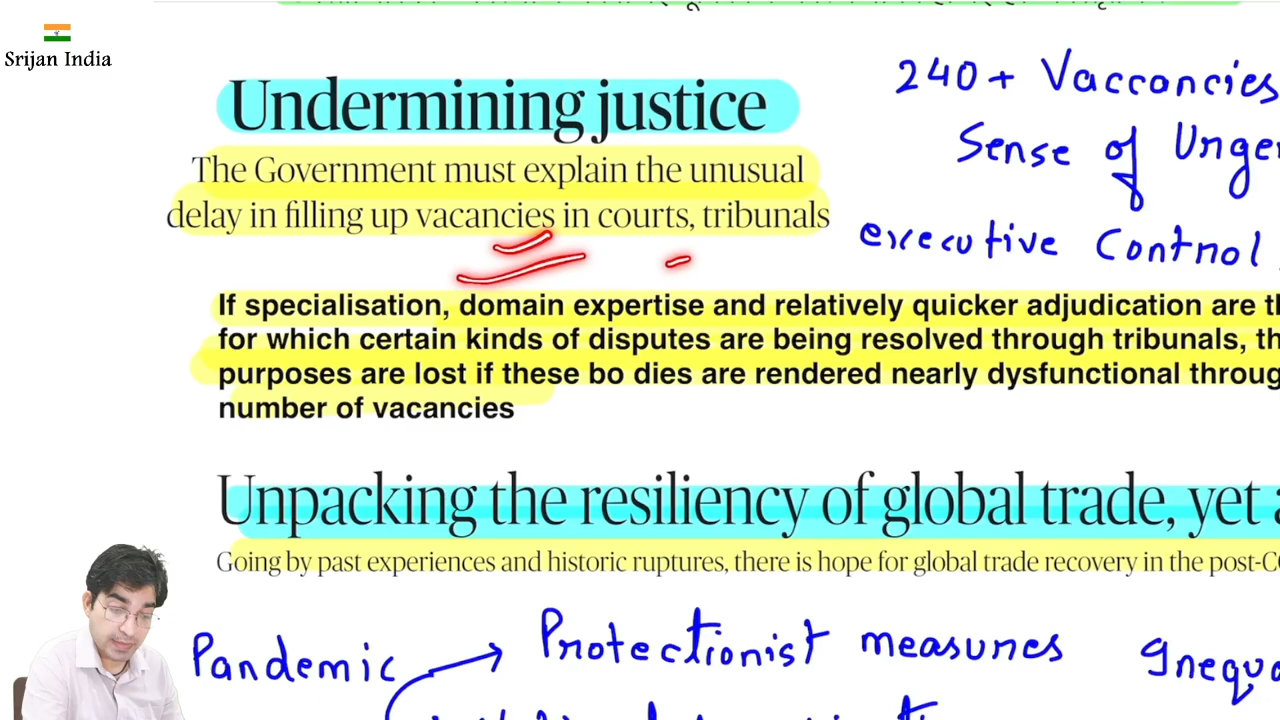 Srijan India
Undermining justice
The Government must explain the unusual
delay in filling up vacancies in courts, tribunals
240+ Vaccancies
Sense of
executive Control
If specialisation, domain expertise and relatively quicker adjudication are
for which certain kinds of disputes are being resolved through tribunals,
purposes are lost if these bo dies are rendered nearly dysfunctional
number of vacancies
Unpacking the resiliency of global trade, yet
Going by past experiences and historic ruptures, there is hope for global trade recovery in the
Pandemic → Protectionist measures